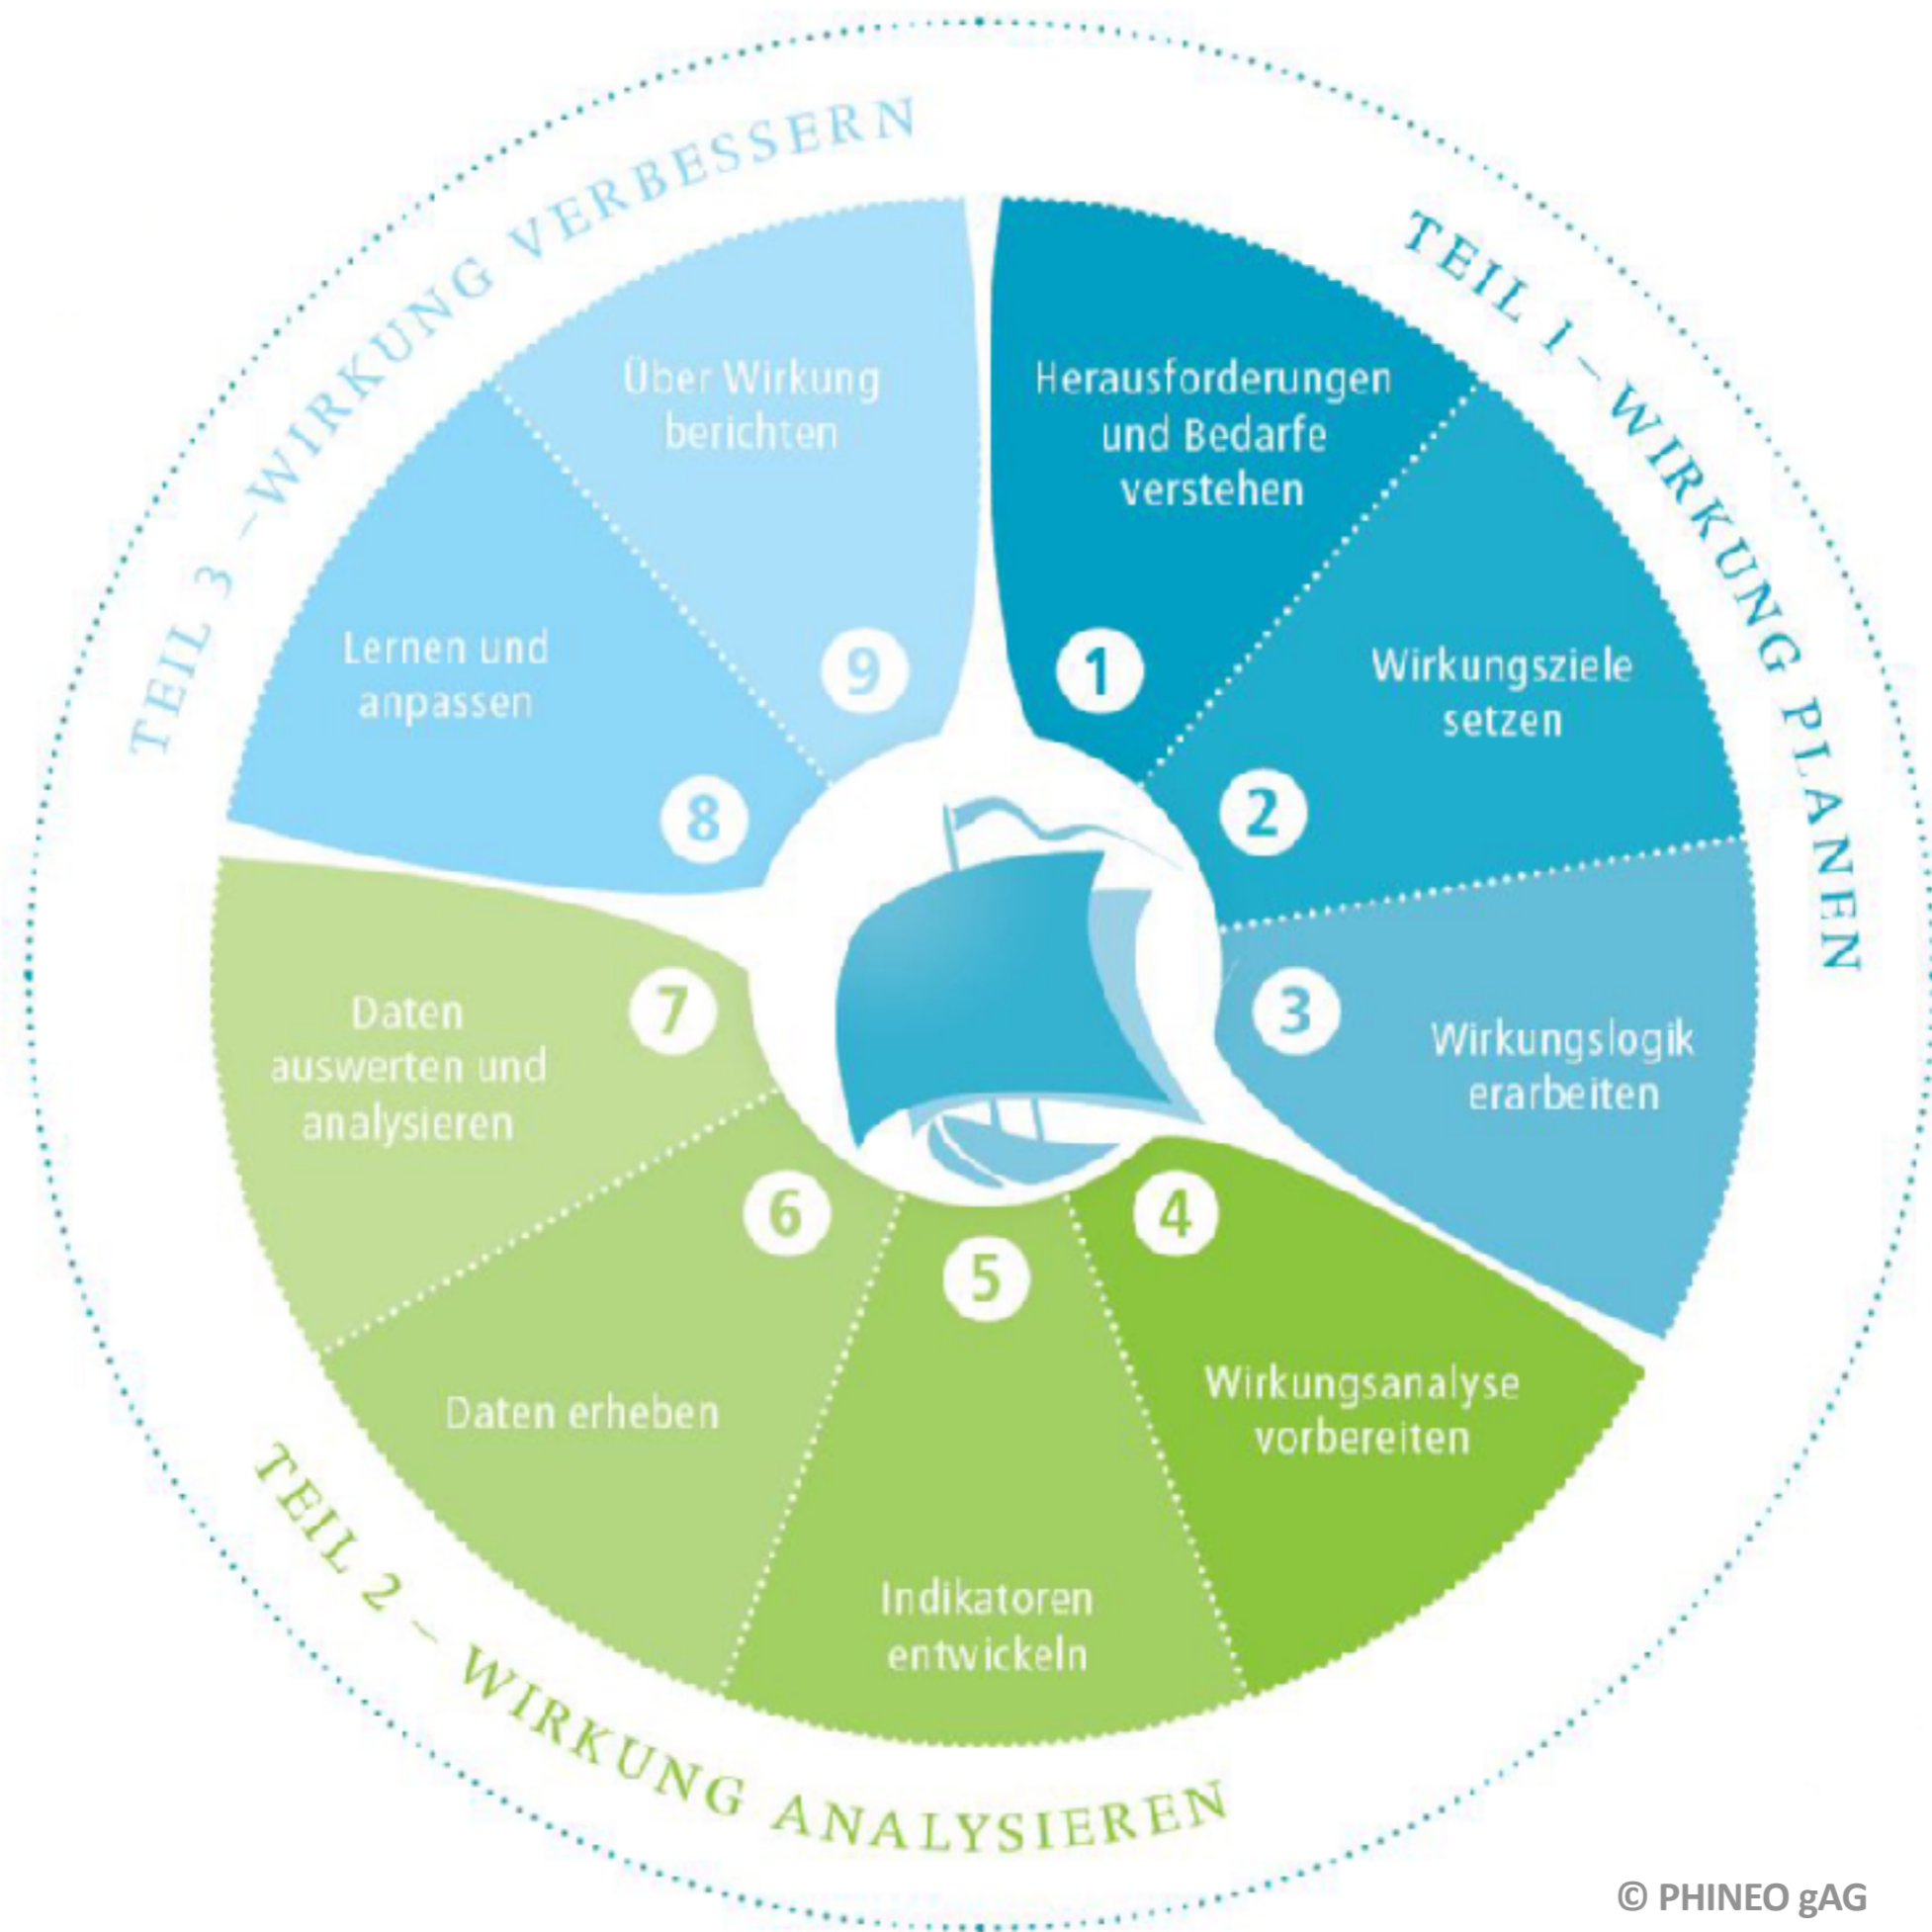 TEIL 1 – WIRKUNG PLANEN
Herausforderungen
und Bedarfe
verstehen
1
Wirkungsziele
setzen
2
Wirkungslogik
erarbeiten
3
TEIL 2 – WIRKUNG ANALYSIEREN
4
Wirkungsanalyse
vorbereiten
5
Indikatoren
entwickeln
6
Daten erheben
7
Daten
auswerten und
analysieren
TEIL 3 – WIRKUNG VERBESSERN
Lernen und
anpassen
8
Über Wirkung
berichten
9
© PHINEO gAG